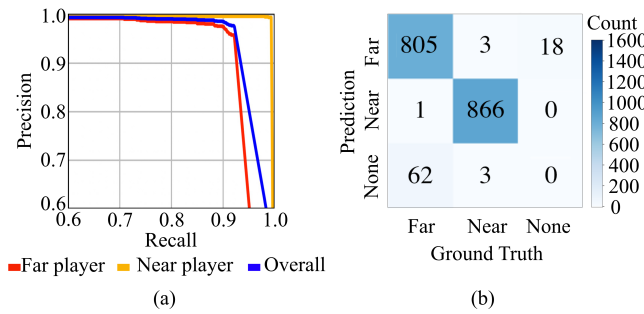 1.0
0.9
0.8
0.7
0.6
Precision
0.6 0.7 0.8 0.9 1.0
Recall
Far player Near player Overall
(a)
Count
1600
1400
1200
1000
800
600
400
200
0
Prediction
Far 805 3 18
Near 1 866 0
None 62 3 0
Far Near None
Ground Truth
(b)